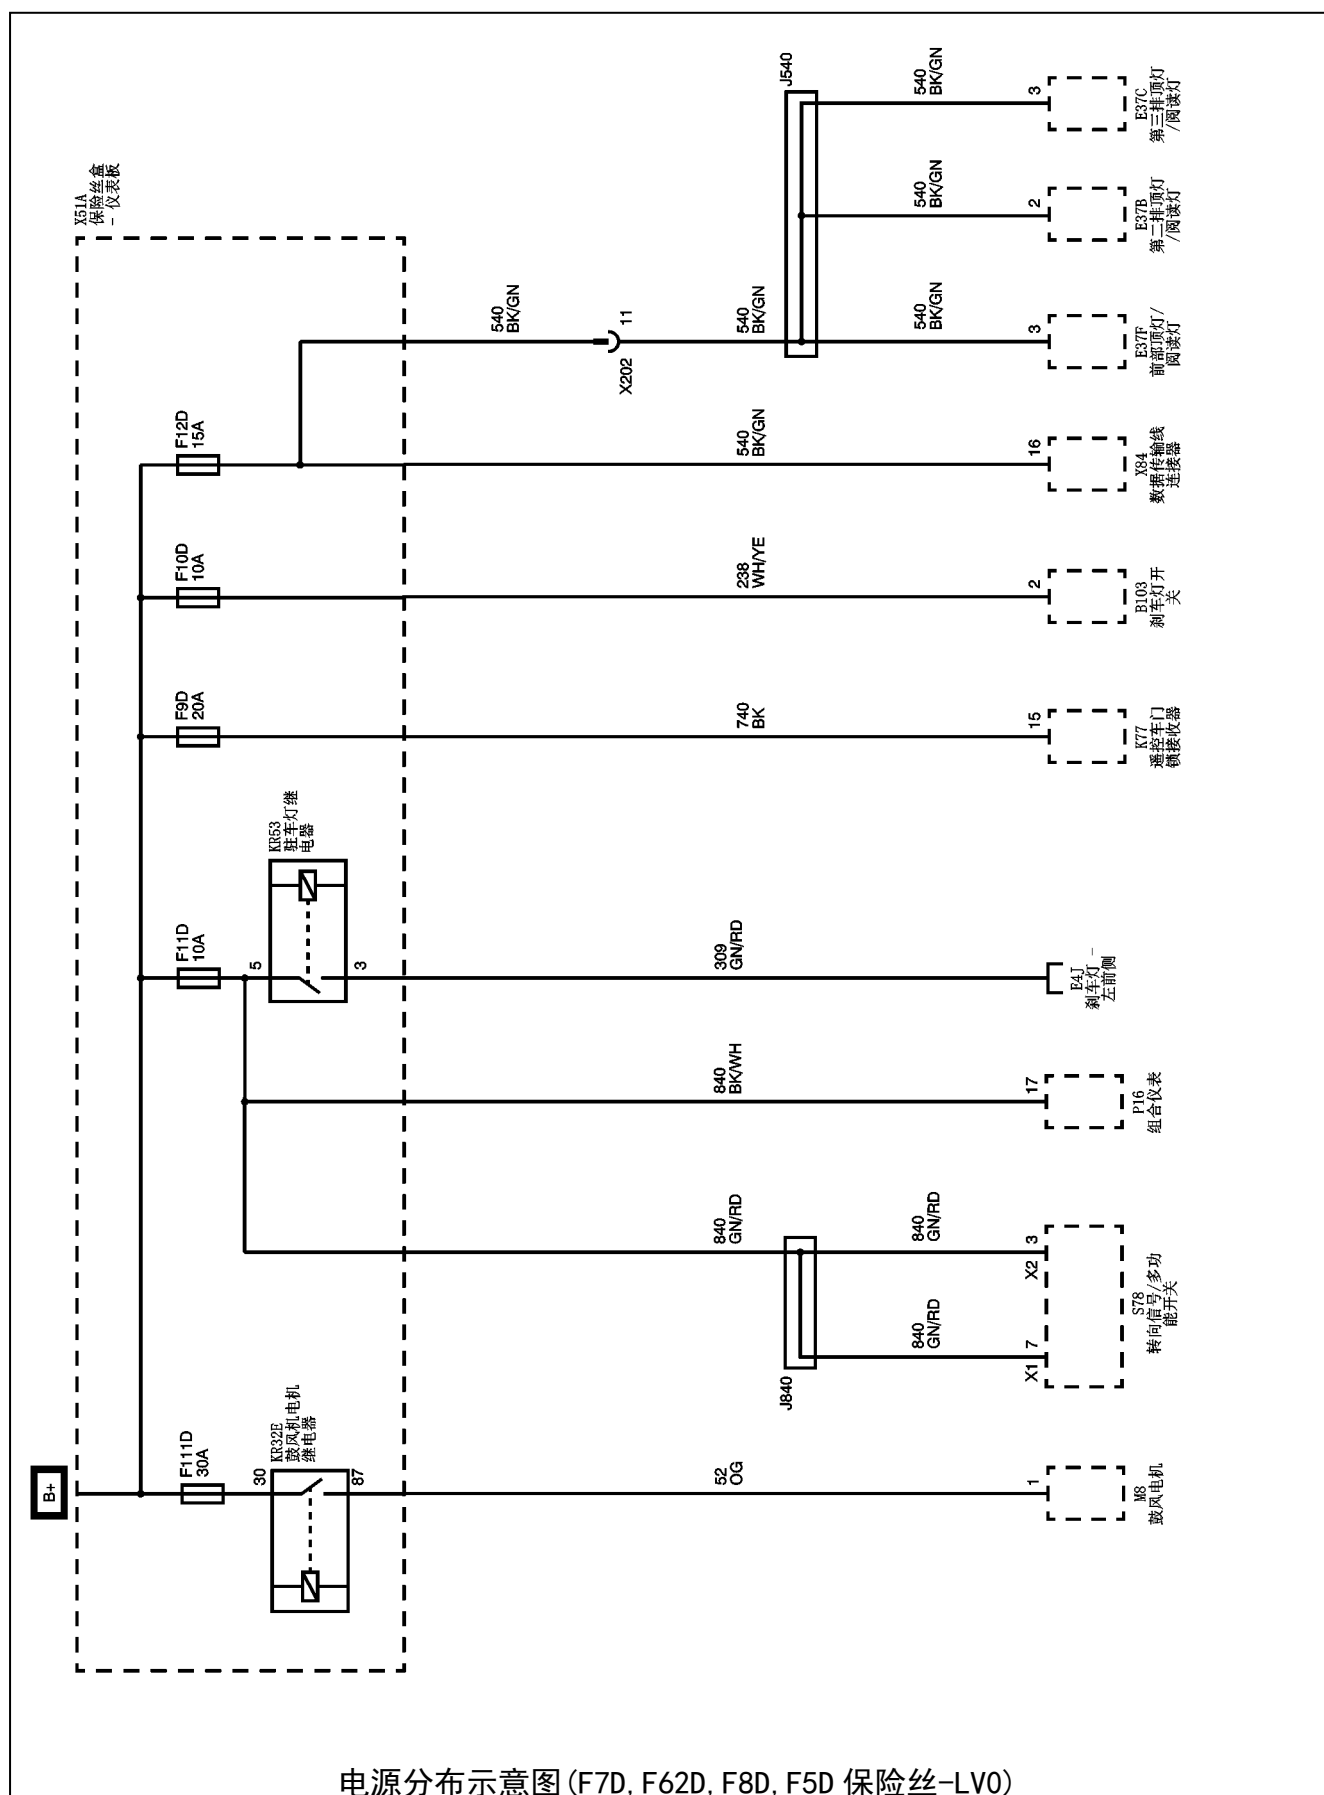 X51A
保险丝盒
- 仪表板
B+
F111D
30A
KR32E
鼓风机电机
继电器
30
87
52
OG
1
M8
鼓风电机
F11D
10A
KR53
驻车灯继
电器
5
3
840
GN/RD
J840
840
GN/RD
7
X1
840
GN/RD
3
X2
S78
转向信号/多功
能开关
840
BK/WH
17
P16
组合仪表
309
GN/RD
E4J
刹车灯 -
左前侧
F9D
20A
740
BK
15
K77
遥控车门
锁接收器
F10D
10A
238
WH/YE
2
B103
刹车灯开
关
F12D
15A
540
BK/GN
16
X84
数据传输线
连接器
540
BK/GN
11
X202
540
BK/GN
J540
540
BK/GN
3
E37F
前部顶灯/
阅读灯
540
BK/GN
2
E37B
第二排顶灯
/阅读灯
540
BK/GN
3
E37C
第三排顶灯
/阅读灯
电源分布示意图(F7D,F62D,F8D,F5D 保险丝-LV0)